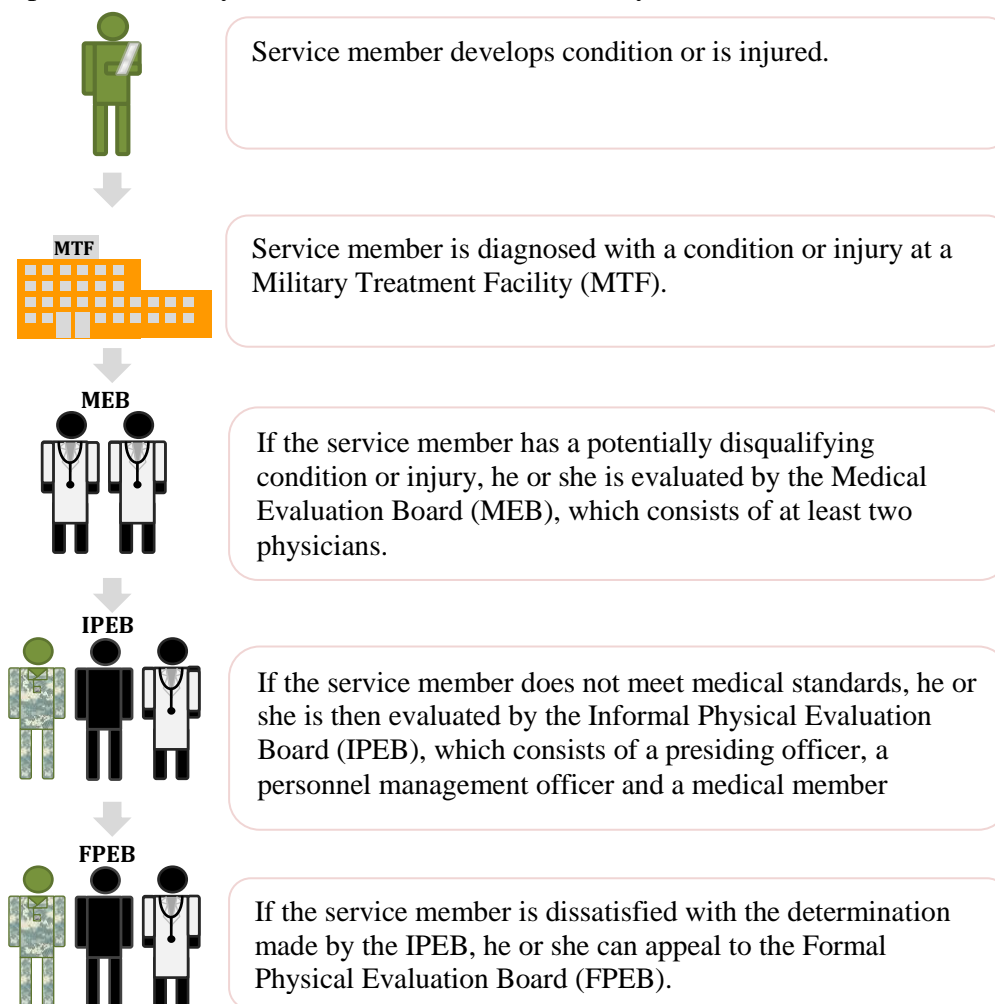 Service member develops condition or is injured.
MTF
Service member is diagnosed with a condition or injury at a
Military Treatment Facility (MTF).
MEB
If the service member has a potentially disqualifying
condition or injury, he or she is evaluated by the Medical
Evaluation Board (MEB), which consists of at least two
physicians.
IPEB
If the service member does not meet medical standards, he or
she is then evaluated by the Informal Physical Evaluation
Board (IPEB), which consists of a presiding officer, a
personnel management officer and a medical member
FPEB
If the service member is dissatisfied with the determination
made by the IPEB, he or she can appeal to the Formal
Physical Evaluation Board (FPEB).